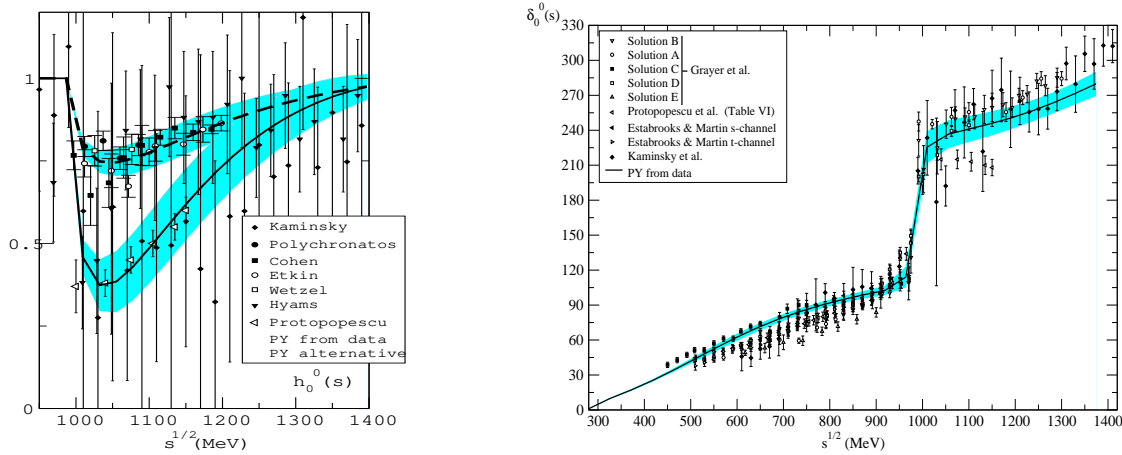 1
0.5
0
1000
1100
1200
1300
1400
s^1/2(MeV)
Kaminsky
Polychronatos
Cohen
Etkin
Wetzel
Hyams
Protopopescu
PY from data
PY alternative
h_0^0(s)
δ_0^0(s)
330
300
270
240
210
180
150
120
90
60
30
0
Solution B
Solution A
Solution C
Solution D
Solution E
Grayer et al.
Protopopescu et al. (Table VI)
Estabrooks & Martin s-channel
Estabrooks & Martin t-channel
Kaminsky et al.
PY from data
300
400
500
600
700
800
900
1000
1100
1200
1300
1400
s^1/2(MeV)